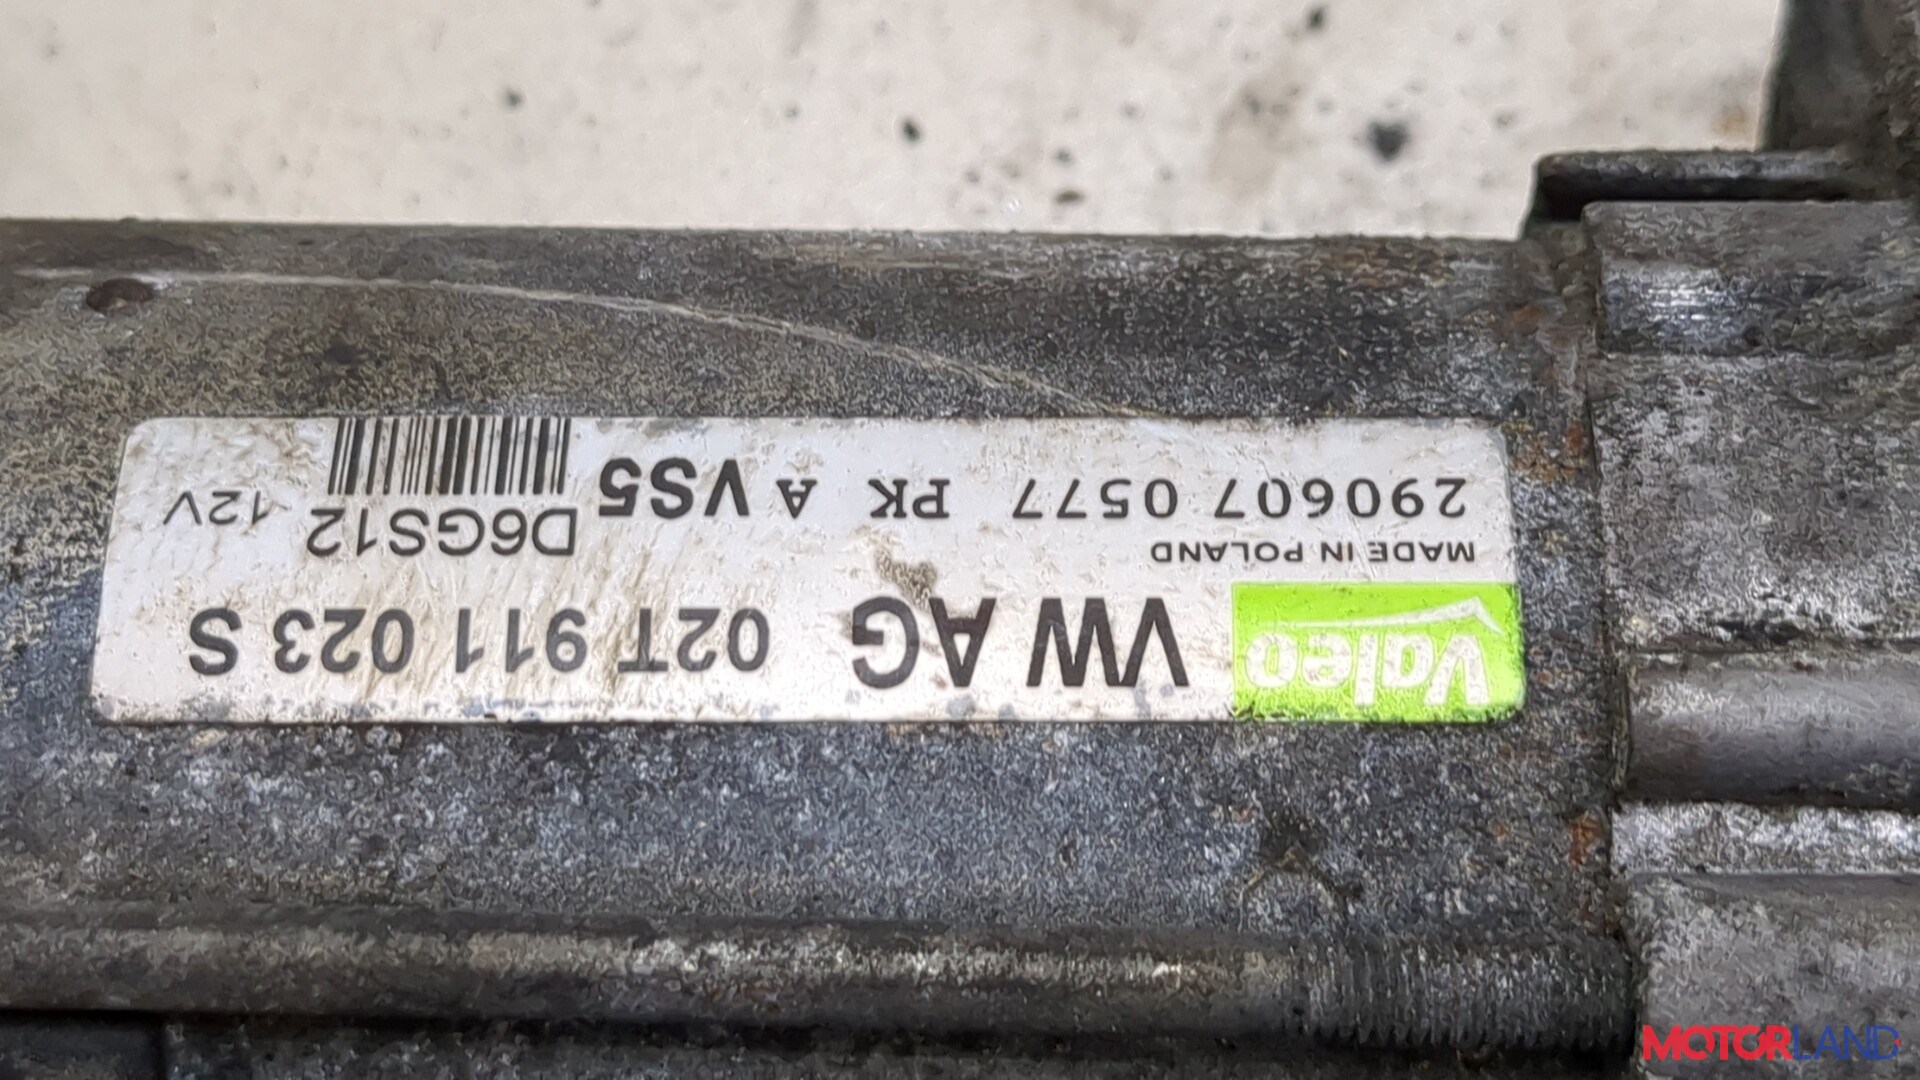 Valeo VW AG 02T 911 023 S
MADE IN POLAND D6GS12 12V
290607 0577 PK A VS5
MOTORLAND